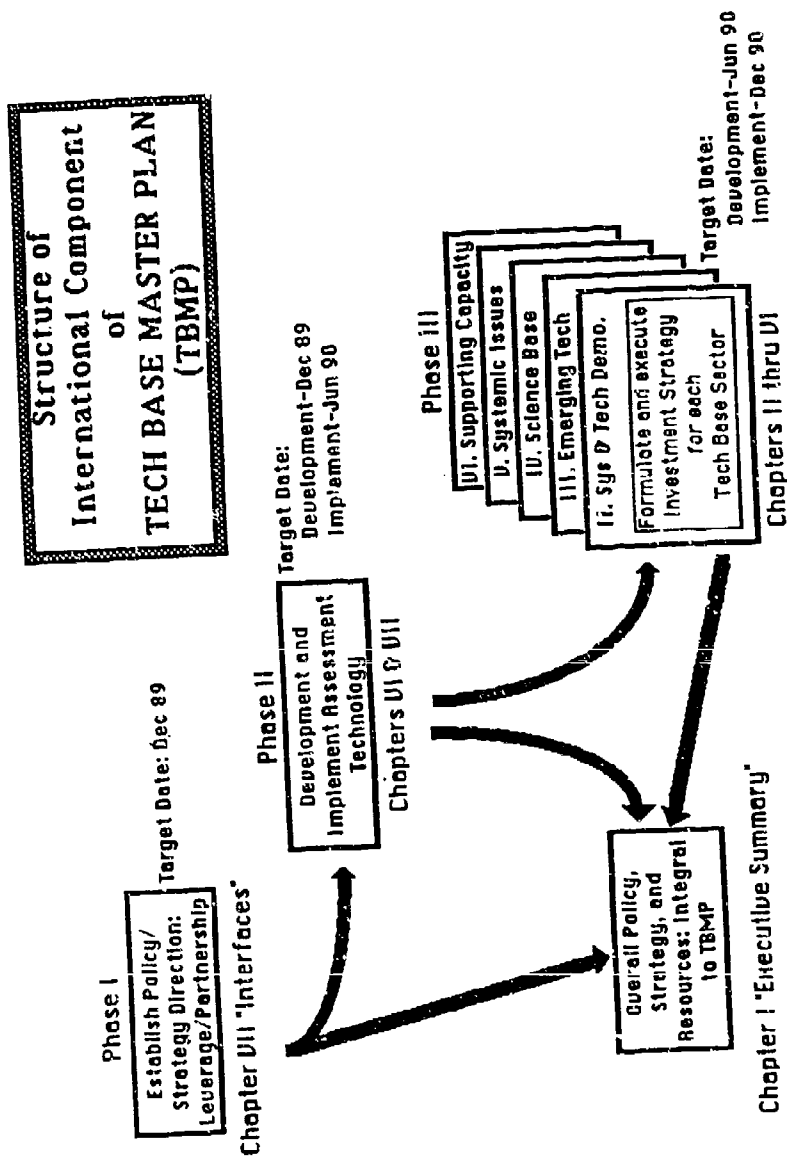 Structure of
International Component
of
TECH BASE MASTER PLAN
(TBMP)
Phase I
Establish Policy/
Strategy Direction:
Leverage/Partnership
Target Date: Dec 89
Chapter VII "Interfaces"
Phase II
Development and
Implement Assessment
Technology
Target Date:
Development-Dec 89
Implement-Jun 90
Chapters VI & VII
Phase III
VI. Supporting Capacity
V. Systemic Issues
IV. Science Base
III. Emerging Tech
II. Sys & Tech Demo.
Formulate and execute
Investment Strategy
for each
Tech Base Sector
Target Date:
Development-Jun 90
Implement-Dec 90
Chapters II thru VI
Overall Policy,
Strategy, and
Resources: Integral
to TBMP
Chapter I "Executive Summary"